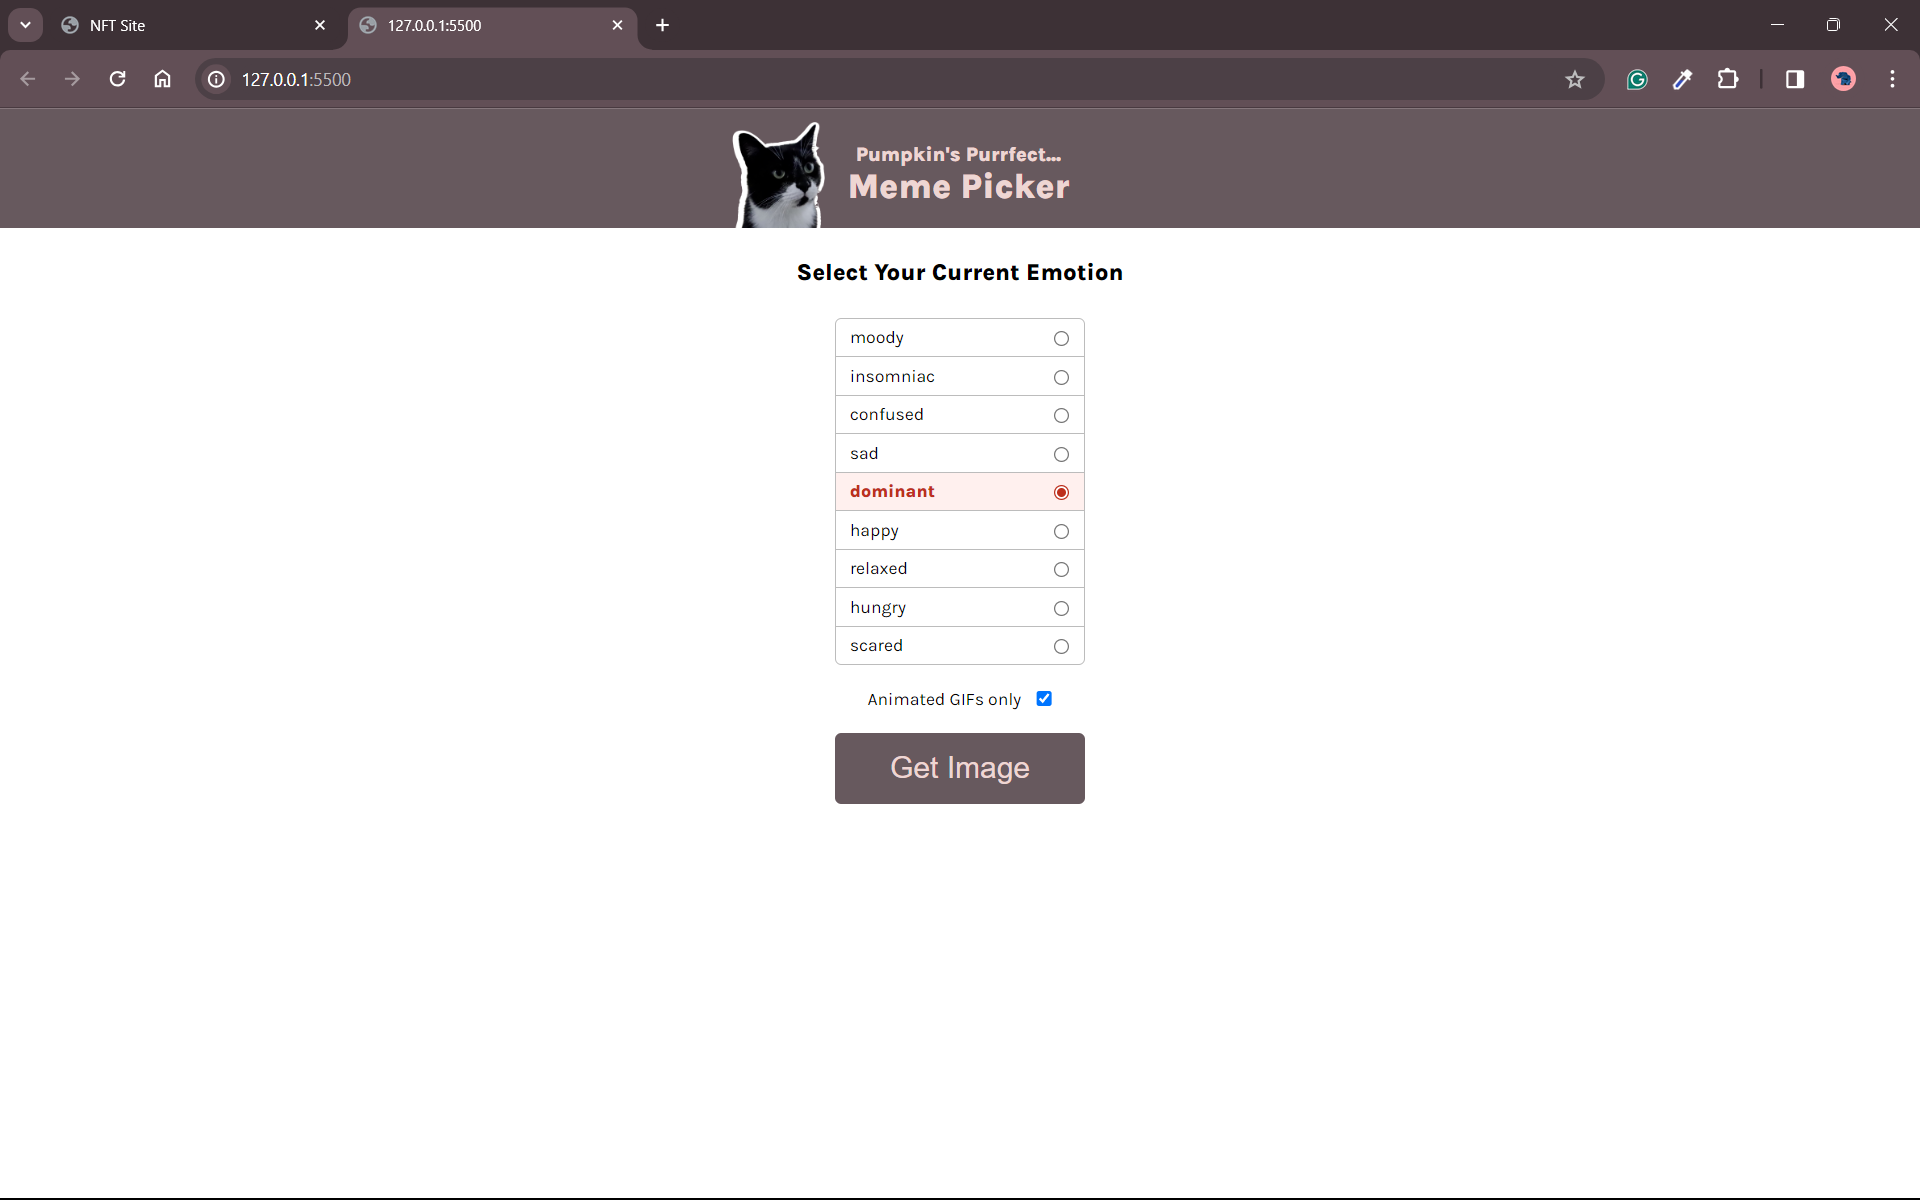 NFT Site
127.0.0.1:5500
127.0.0.1:5500
Pumpkin's Purrfect...
Meme Picker
Select Your Current Emotion
moody
insomniac
confused
sad
dominant
happy
relaxed
hungry
scared
Animated GIFs only
Get Image